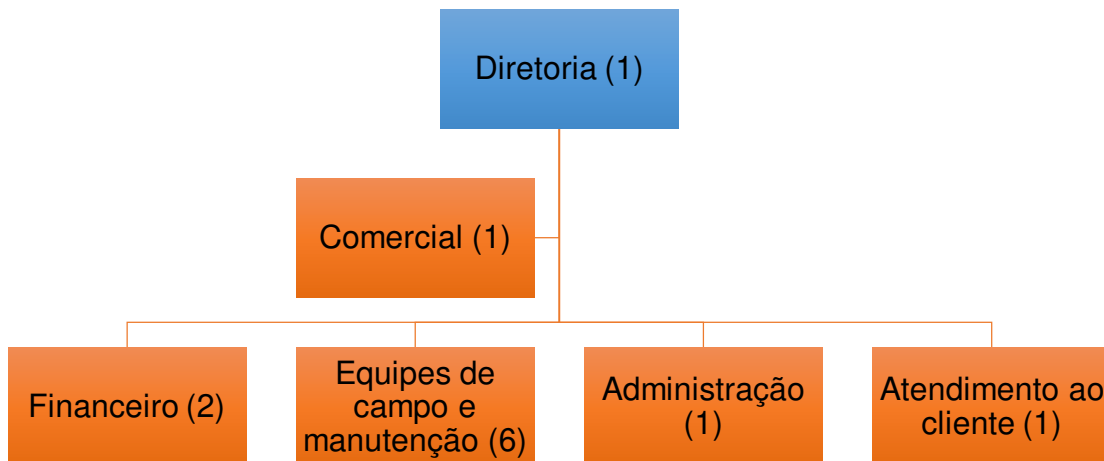 Diretoria (1)
Comercial (1)
Financeiro (2)
Equipes de
campo e
manutenção (6)
Administração
(1)
Atendimento ao
cliente (1)